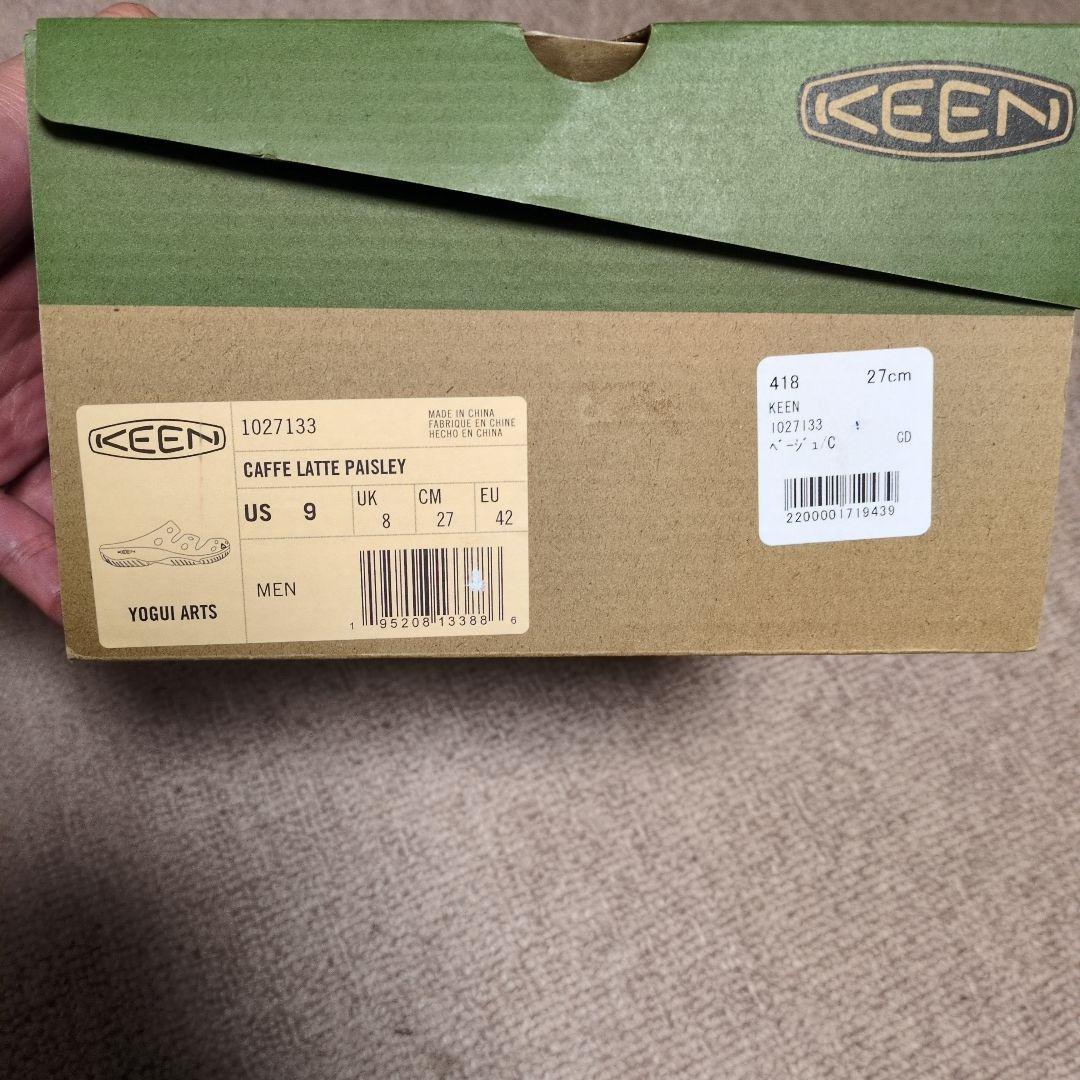 KEEN
KEEN
1027133
MADE IN CHINA
FABRIQUE EN CHINE
HECHO EN CHINA
CAFFE LATTE PAISLEY
US 9
UK 8
CM 27
EU 42
KEEN
YOGUI ARTS
MEN
1 95208 13388 6
418 27cm
KEEN
1027133
ベージュ/C CD
2200001719439